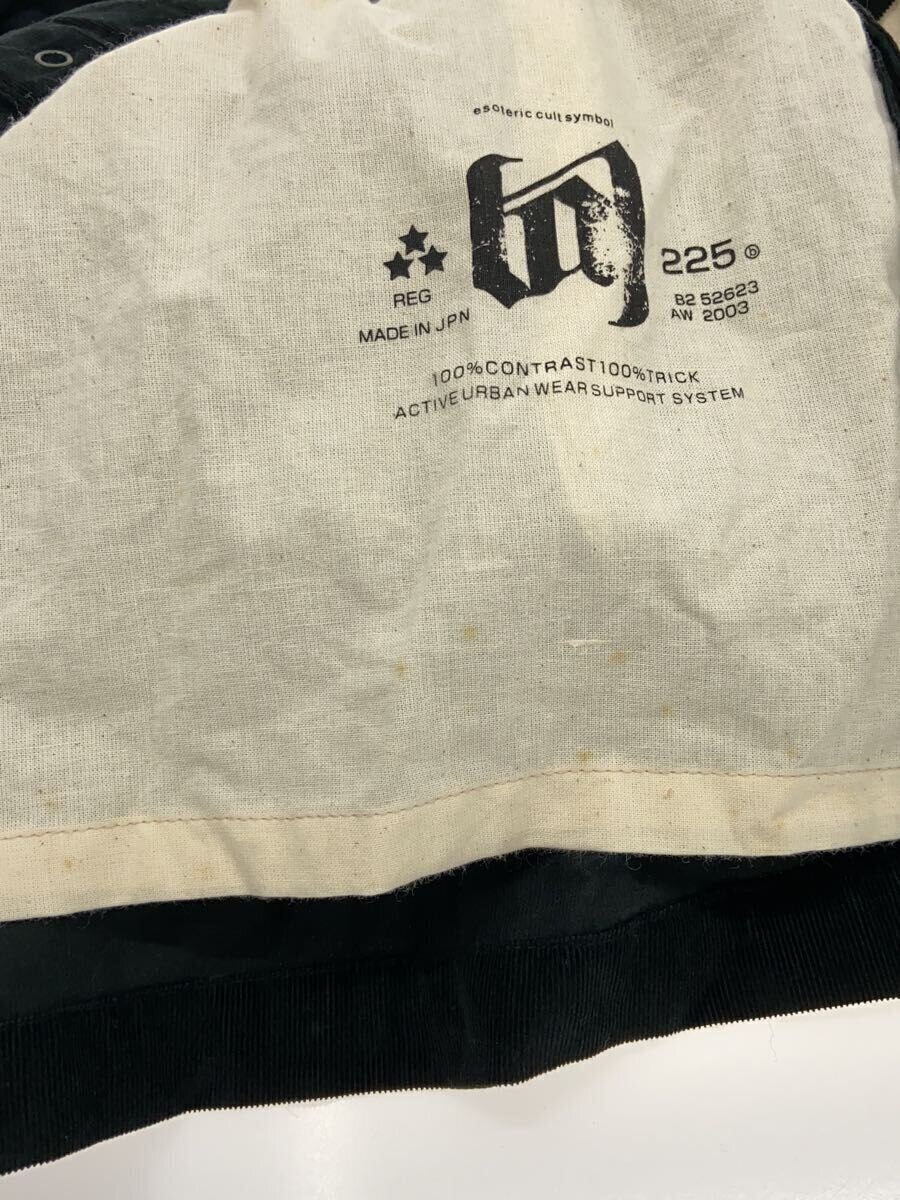 esoteric cult symbol
225 ⓑ
REG
B2 52623
MADE IN JPN
AW 2003
100%CONTRAST100%TRICK
ACTIVE URBAN WEAR SUPPORT SYSTEM